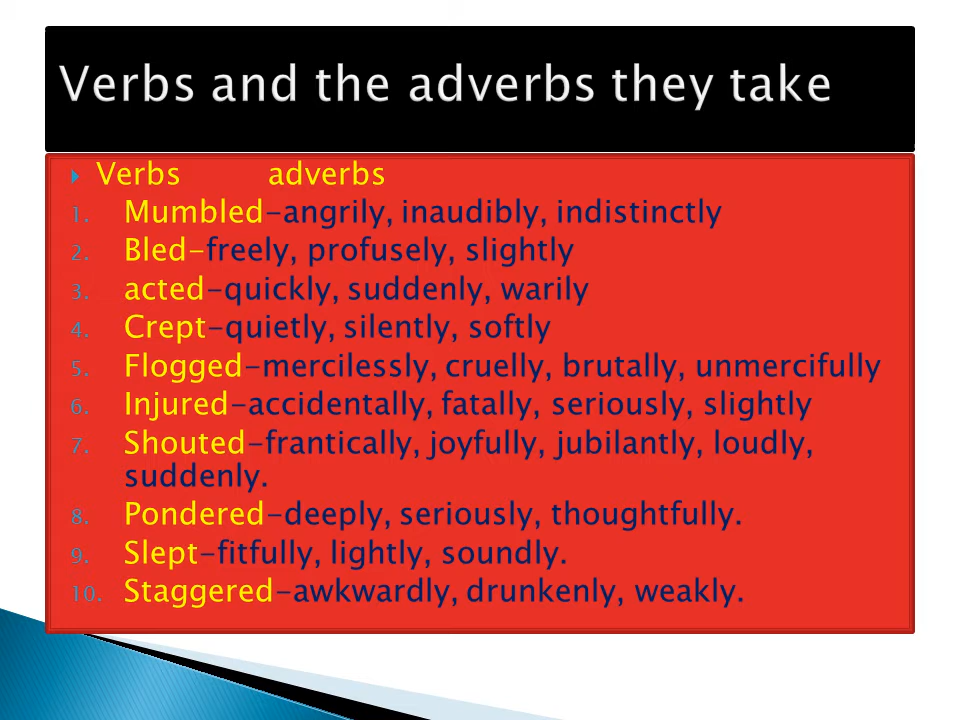 Verbs and the adverbs they take
Verbs adverbs
1. Mumbled-angrily, inaudibly, indistinctly
2. Bled-freely, profusely, slightly
3. acted-quickly, suddenly, warily
4. Crept-quietly, silently, softly
5. Flogged-mercilessly, cruelly, brutally, unmercifully
6. Injured-accidentally, fatally, seriously, slightly
7. Shouted-frantically, joyfully, jubilantly, loudly,
suddenly.
8. Pondered-deeply, seriously, thoughtfully.
9. Slept-fitfully, lightly, soundly.
10. Staggered-awkwardly, drunkenly, weakly.